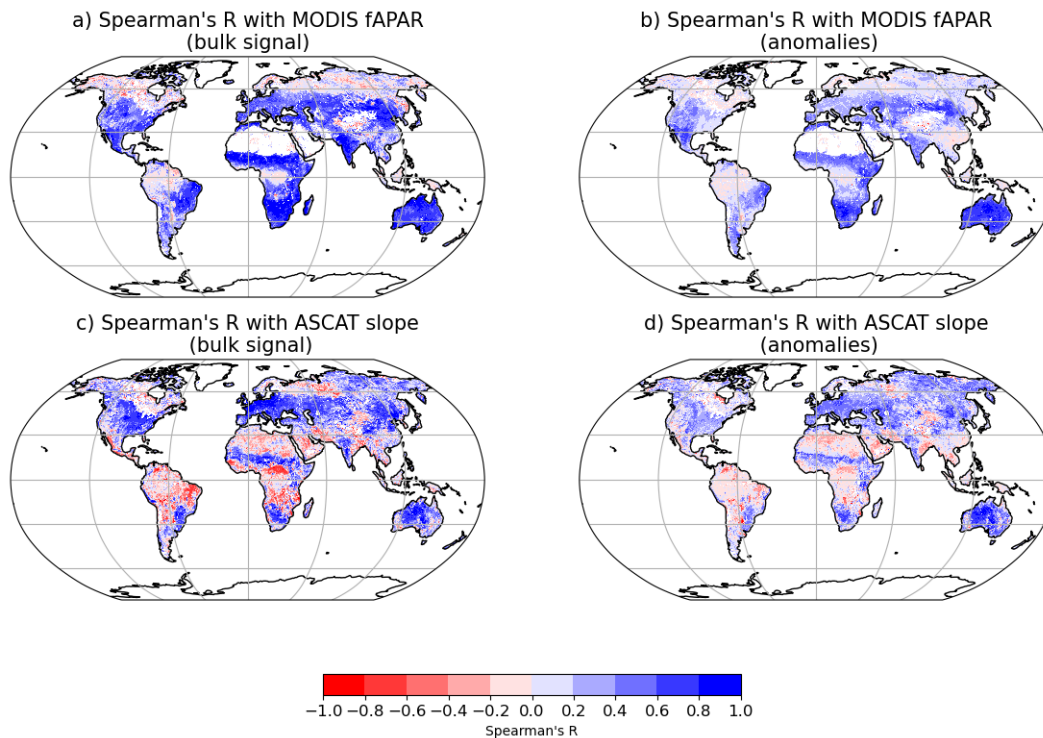 a) Spearman's R with MODIS fAPAR
(bulk signal)
b) Spearman's R with MODIS fAPAR
(anomalies)
c) Spearman's R with ASCAT slope
(bulk signal)
d) Spearman's R with ASCAT slope
(anomalies)
−1.0 −0.8 −0.6 −0.4 −0.2 0.0 0.2 0.4 0.6 0.8 1.0
Spearman's R